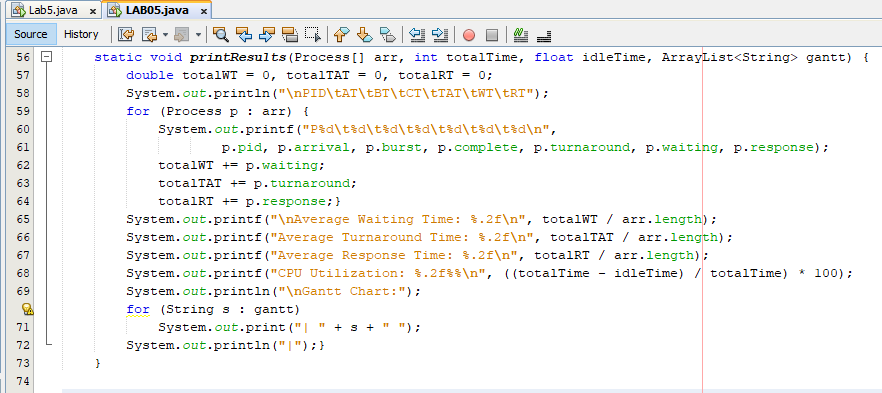 Lab5.java x LAB05.java x
Source History
56 static void printResults(Process[] arr, int totalTime, float idleTime, ArrayList<String> gantt) {
57 double totalWT = 0, totalTAT = 0, totalRT = 0;
58 System.out.println("\nPID\tAT\tBT\tCT\tTAT\tWT\tRT");
59 for (Process p : arr) {
60 System.out.printf("P%d\t%d\t%d\t%d\t%d\t%d\t%d\n",
61 p.pid, p.arrival, p.burst, p.complete, p.turnaround, p.waiting, p.response);
62 totalWT += p.waiting;
63 totalTAT += p.turnaround;
64 totalRT += p.response;}
65 System.out.printf("\nAverage Waiting Time: %.2f\n", totalWT / arr.length);
66 System.out.printf("Average Turnaround Time: %.2f\n", totalTAT / arr.length);
67 System.out.printf("Average Response Time: %.2f\n", totalRT / arr.length);
68 System.out.printf("CPU Utilization: %.2f%%\n", ((totalTime - idleTime) / totalTime) * 100);
69 System.out.println("\nGantt Chart:");
for (String s : gantt)
71 System.out.print("| " + s + " ");
72 System.out.println("|");}
73 }
74